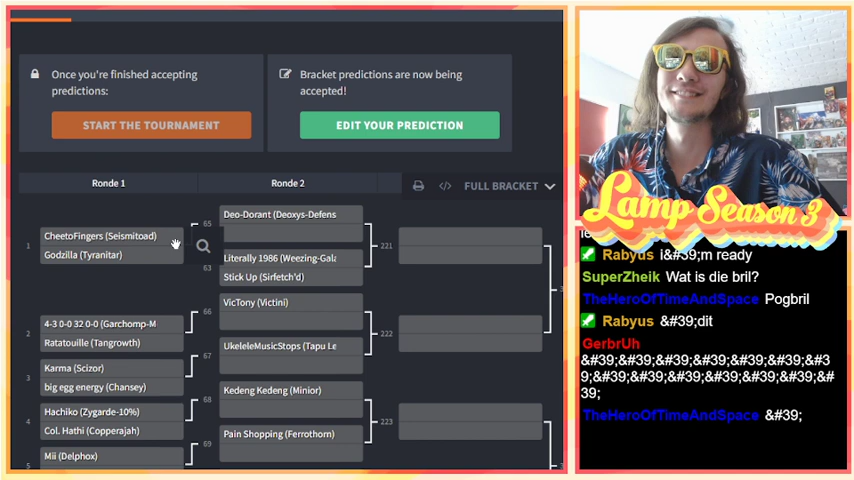 Once you're finished accepting
predictions:
START THE TOURNAMENT
Bracket predictions are now being
accepted!
EDIT YOUR PREDICTION
Ronde 1
Ronde 2
FULL BRACKET
1
CheetoFingers (Seismitoad)
Godzilla (Tyranitar)
2
4-3 0-0 32 0-0 (Garchomp-M
Ratatouille (Tangrowth)
3
Karma (Scizor)
big egg energy (Chansey)
4
Hachiko (Zygarde-10%)
Col. Hathi (Copperajah)
5
Mii (Delphox)
65
Deo-Dorant (Deoxys-Defens
63
Literally 1986 (Weezing-Gala
Stick Up (Sirfetch'd)
66
VicTony (Victini)
67
UkeleleMusicStops (Tapu Le
68
Kedeng Kedeng (Minior)
69
Pain Shopping (Ferrothorn)
221
222
223
Lamp Season 3
Rabyus i&#39;m ready
SuperZheik Wat is die bril?
TheHeroOfTimeAndSpace Pogbril
Rabyus &#39;dit
GerbrUh
&#39;&#39;&#39;&#39;&#39;&#39;&#3
9;&#39;&#39;&#39;&#39;&#39;&#39;&#
39;
TheHeroOfTimeAndSpace &#39;